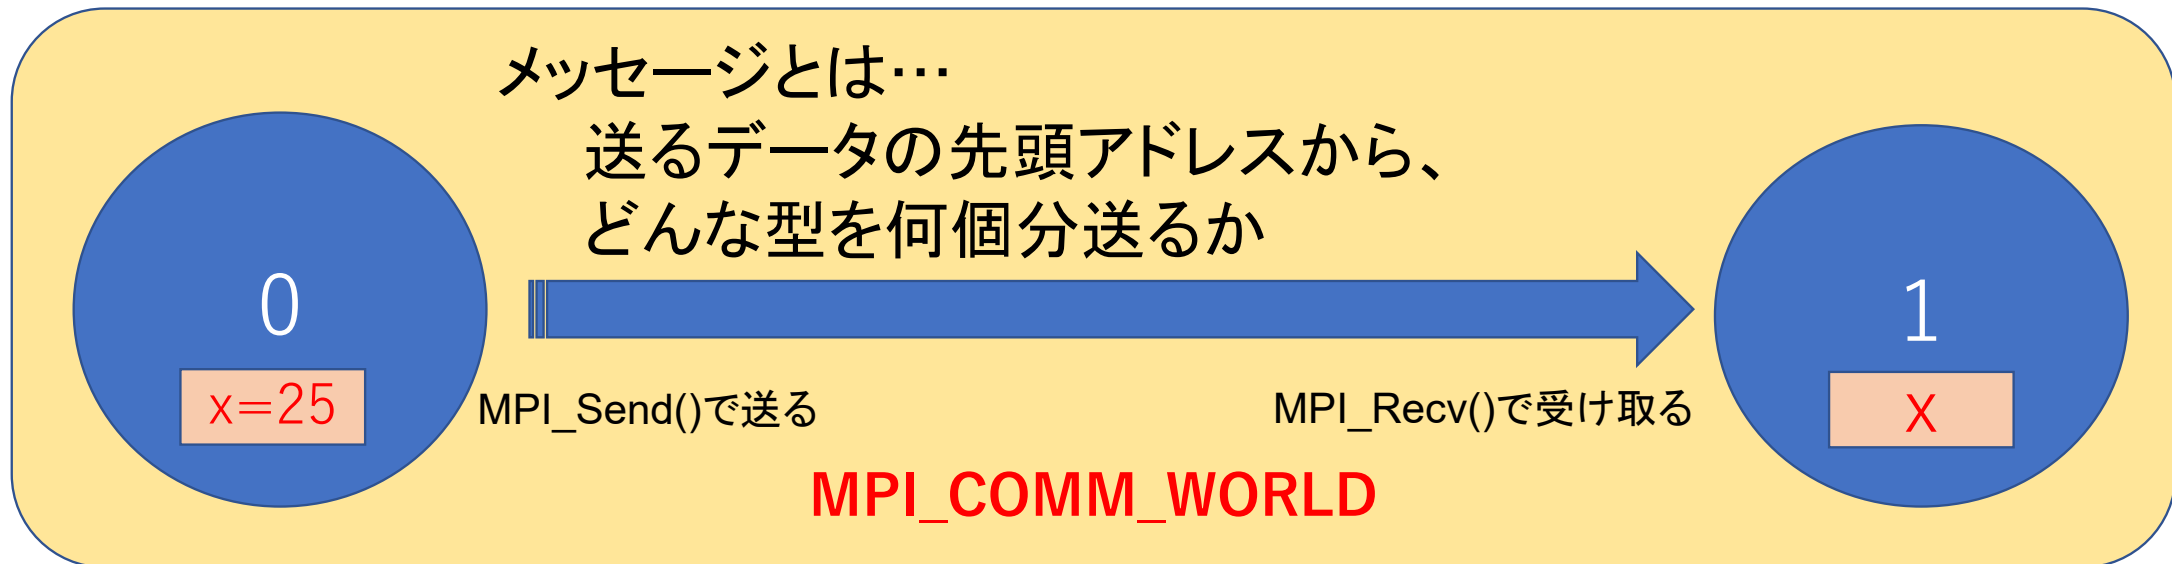 メッセージとは…
送るデータの先頭アドレスから、
どんな型を何個分送るか
0
x=25
MPI_Send()で送る
MPI_Recv()で受け取る
1
x
MPI_COMM_WORLD